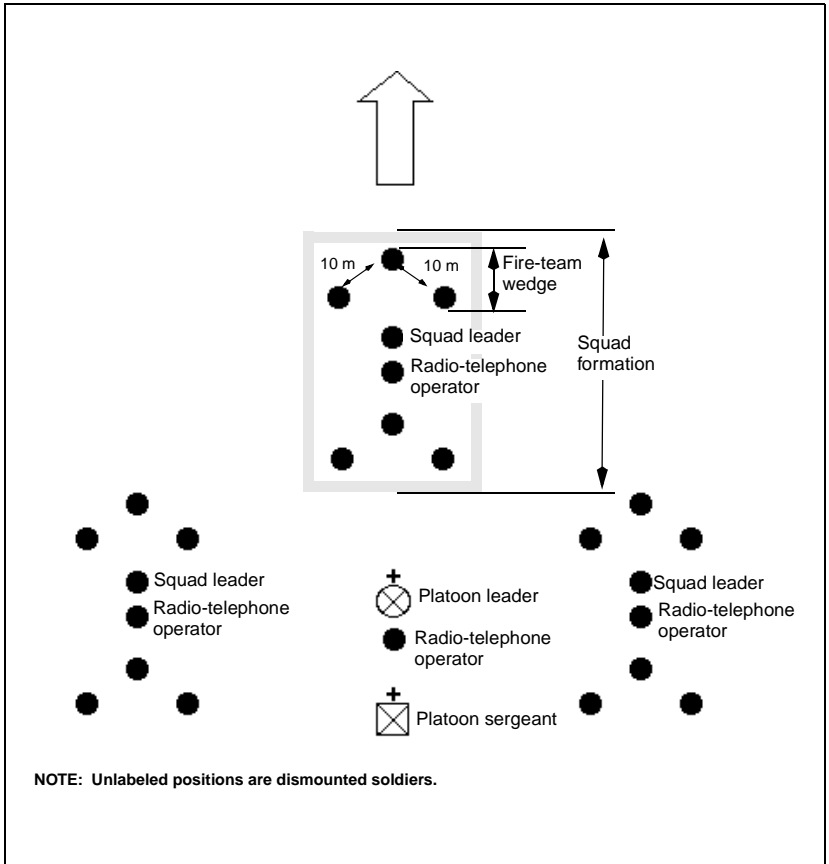 10 m
10 m
Fire-team
wedge
Squad leader
Radio-telephone
operator
Squad
formation
Squad leader
Radio-telephone
operator
Platoon leader
Radio-telephone
operator
Platoon sergeant
Squad leader
Radio-telephone
operator
NOTE: Unlabeled positions are dismounted soldiers.